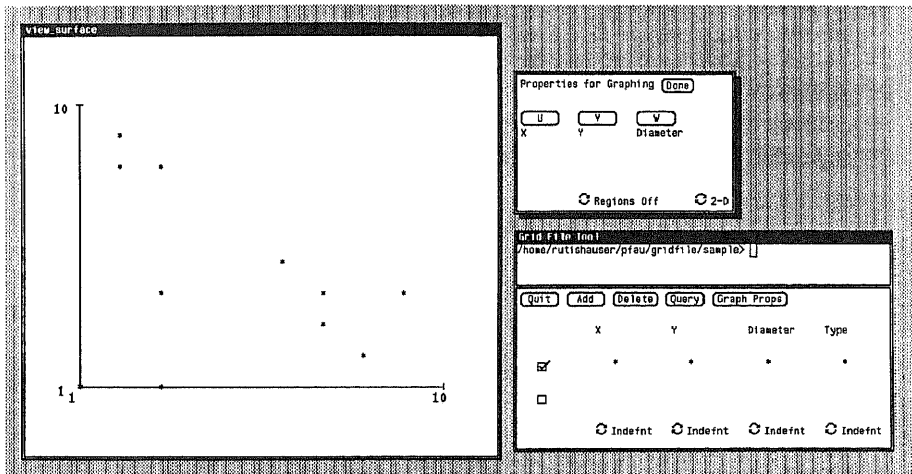 view_surface
10
1
1
10
Properties for Graphing Done
U V W
X Y Diameter
Regions Off 2-D
Grid File Tool
/home/rutishauser/pfau/gridfile/sample>
Quit Add Delete Query Graph Props
X Y Diameter Type
* * * *
Indefnt Indefnt Indefnt Indefnt